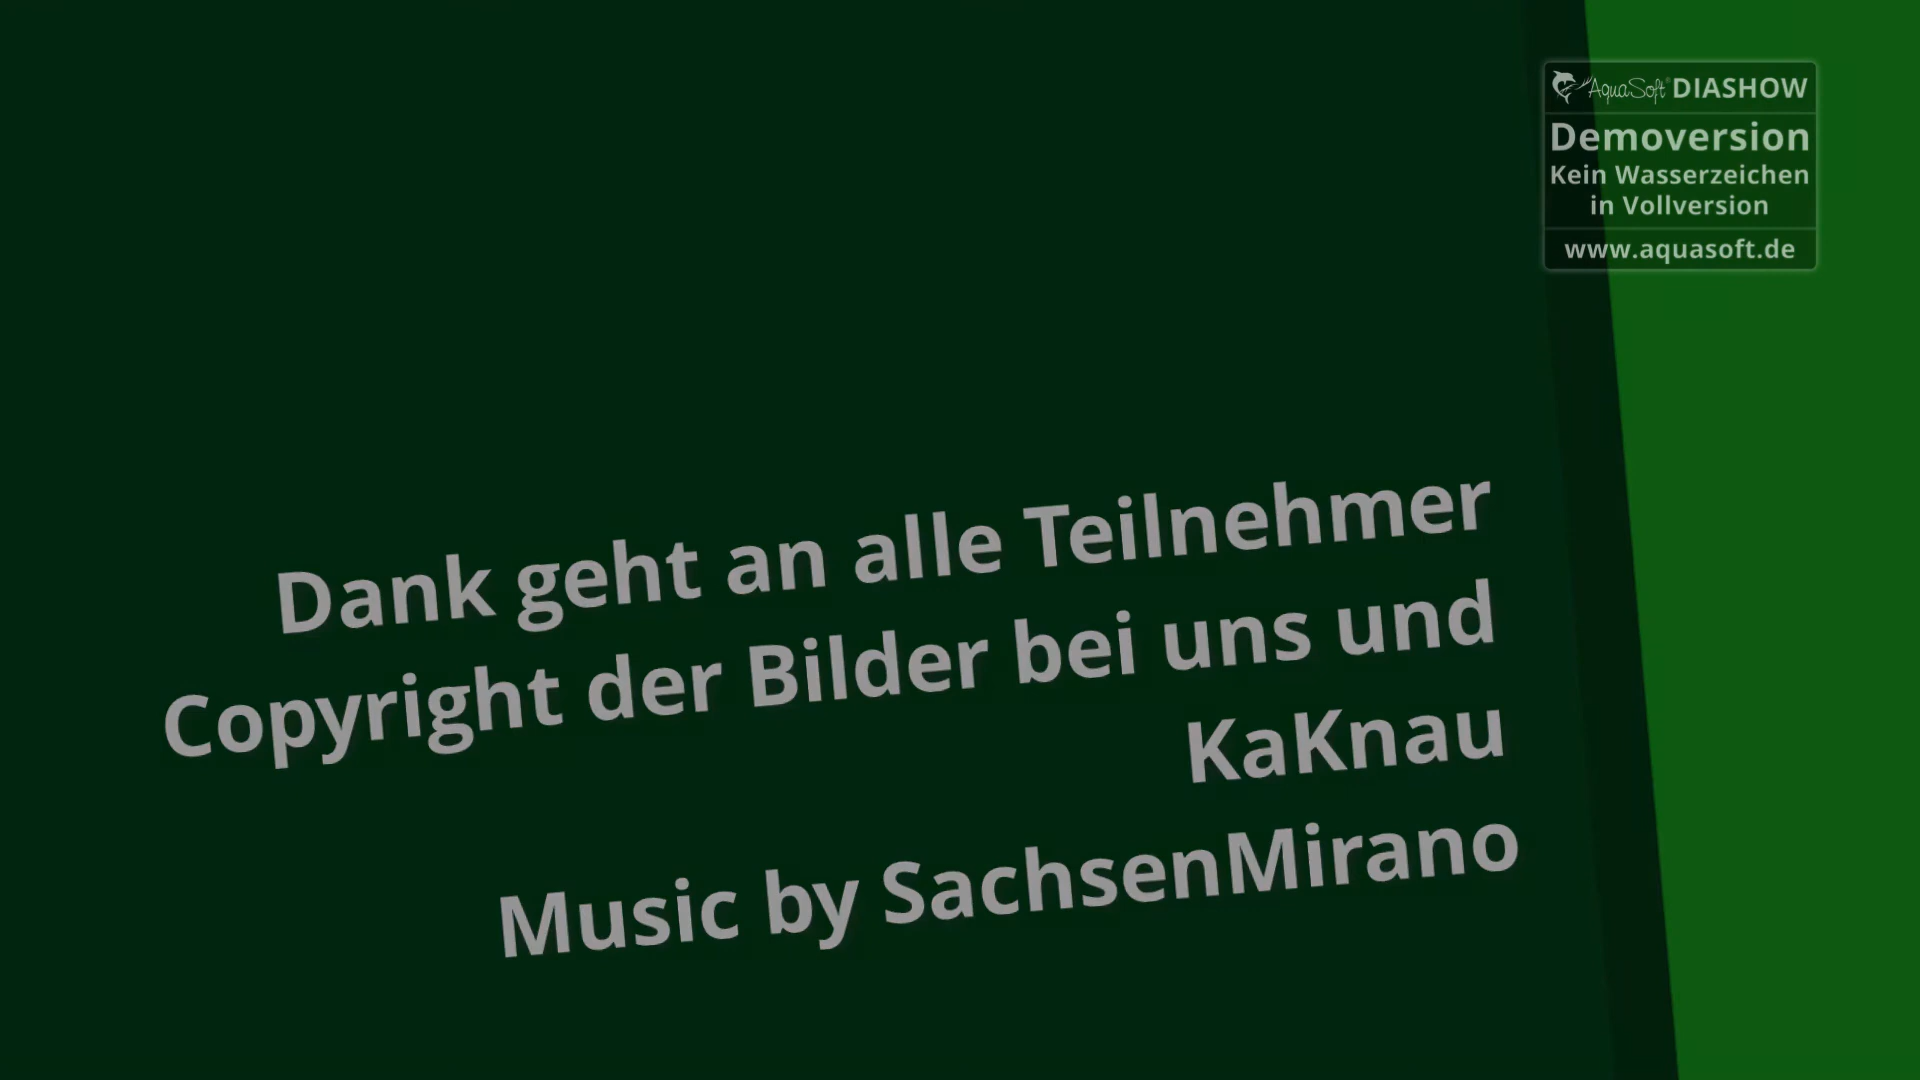 AquaSoft® DIASHOW
Demoversion
Kein Wasserzeichen
in Vollversion
www.aquasoft.de
Dank geht an alle Teilnehmer
Copyright der Bilder bei uns und
KaKnau
Music by SachsenMirano